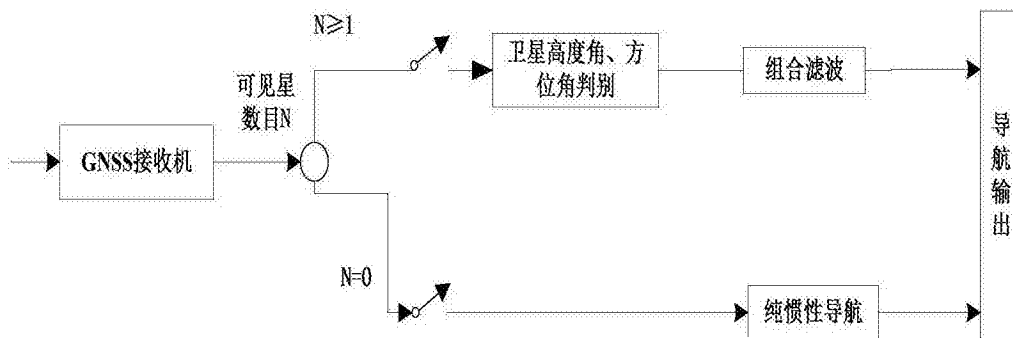 N≥1
可见星
数目N
GNSS接收机
卫星高度角、方
位角判别
组合滤波
导航输出
N=0
纯惯性导航